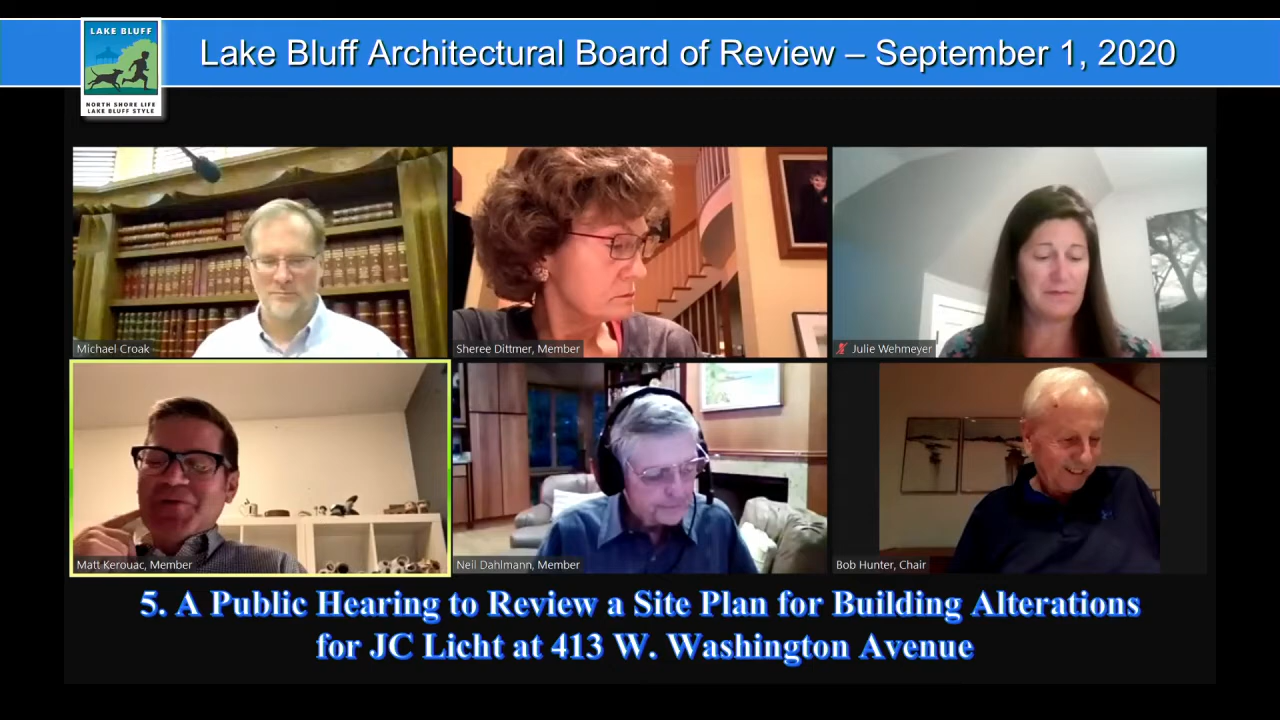 LAKE BLUFF
NORTH SHORE LIFE
LAKE BLUFF STYLE
Lake Bluff Architectural Board of Review – September 1, 2020
Michael Croak
Sheree Dittmer, Member
Julie Wehmeyer
Matt Kerouac, Member
Neil Dahlmann, Member
Bob Hunter, Chair
5. A Public Hearing to Review a Site Plan for Building Alterations
for JC Licht at 413 W. Washington Avenue